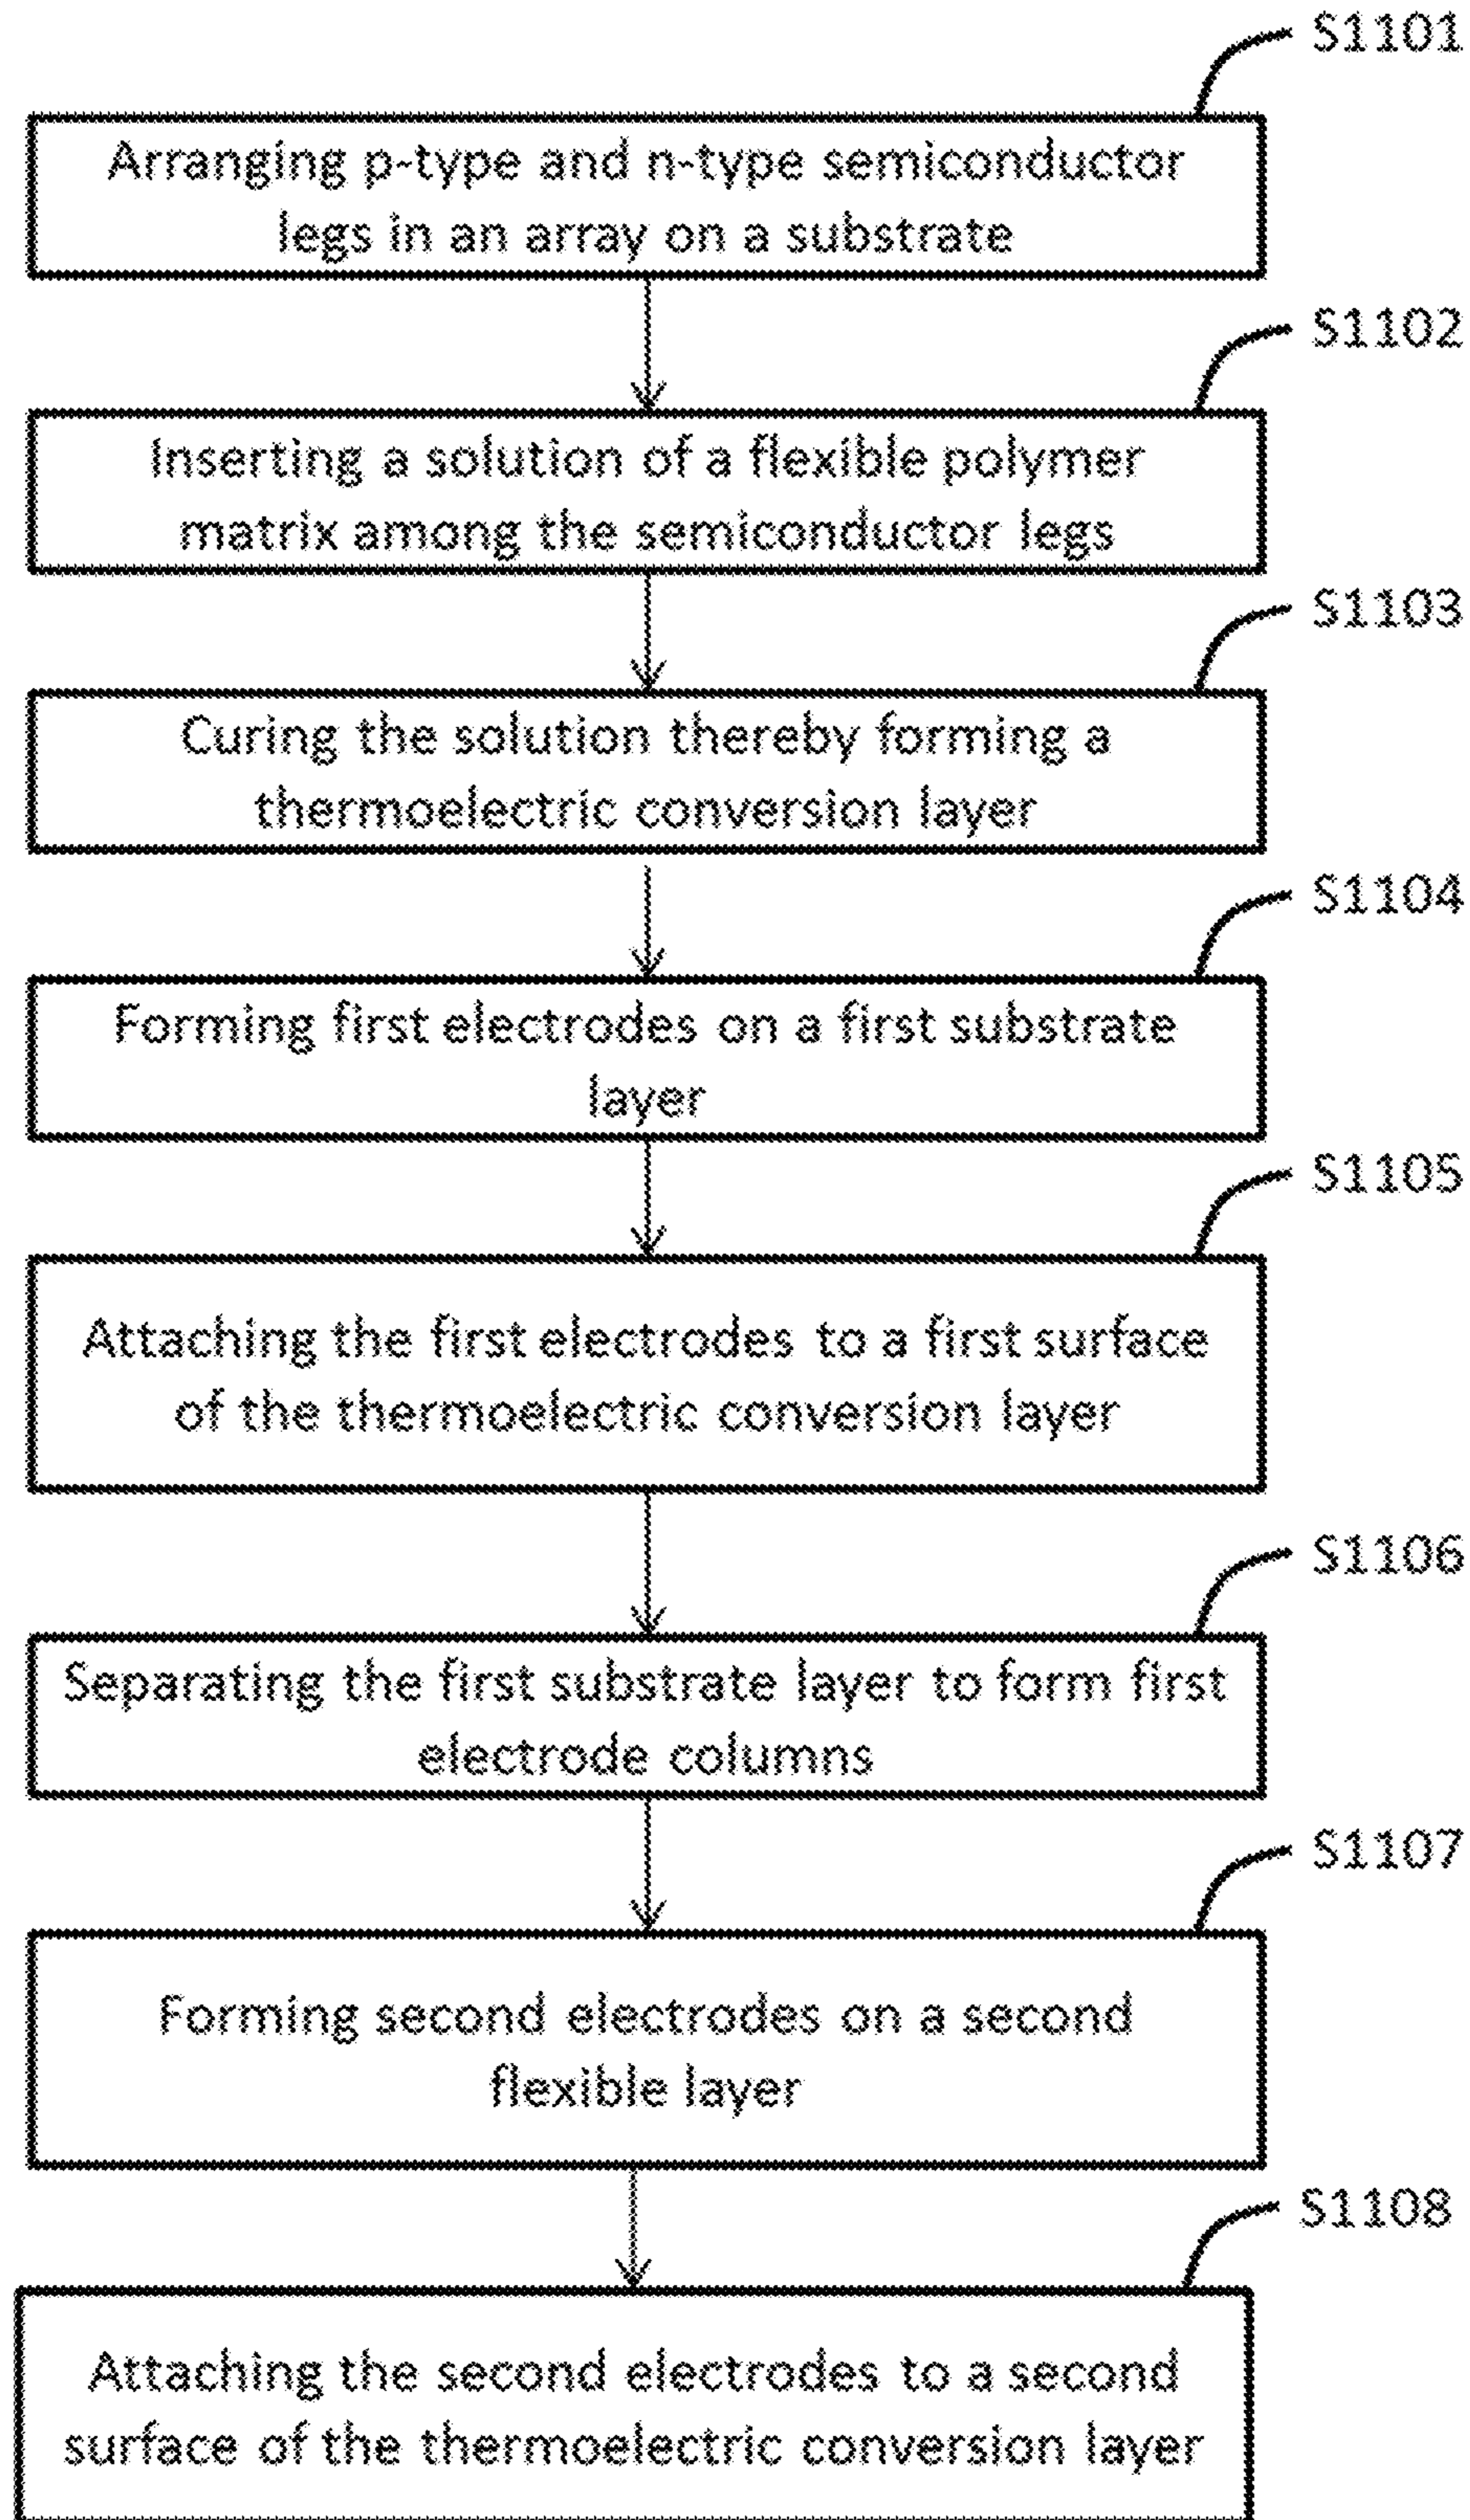 S1101
Arranging p-type and n-type semiconductor
legs in an array on a substrate
S1102
Inserting a solution of a flexible polymer
matrix among the semiconductor legs
S1103
Curing the solution thereby forming a
thermoelectric conversion layer
S1104
Forming first electrodes on a first substrate
layer
S1105
Attaching the first electrodes to a first surface
of the thermoelectric conversion layer
S1106
Separating the first substrate layer to form first
electrode columns
S1107
Forming second electrodes on a second
flexible layer
S1108
Attaching the second electrodes to a second
surface of the thermoelectric conversion layer